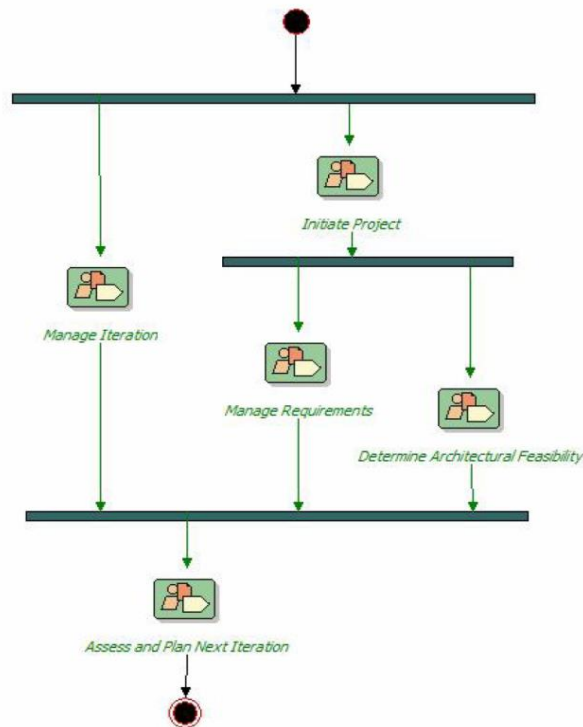 Initiate Project
Manage Iteration
Manage Requirements
Determine Architectural Feasibility
Assess and Plan Next Iteration